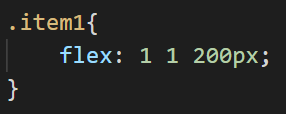 .item1{
    flex: 1 1 200px;
}